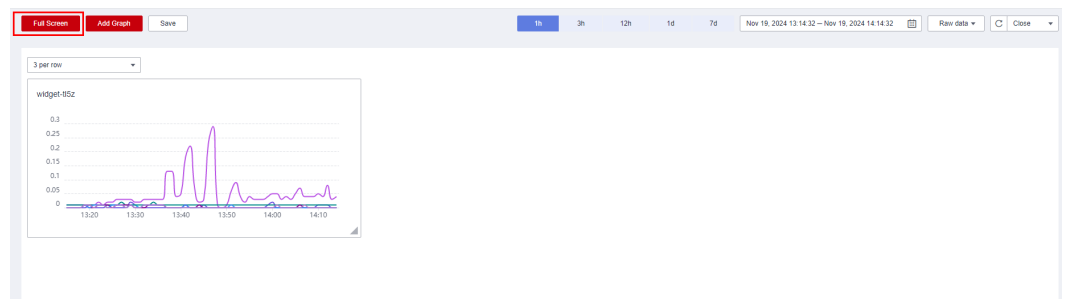 Full Screen Add Graph Save 1h 3h 12h 1d 7d Nov 19, 2024 13:14:32 — Nov 19, 2024 14:14:32 Raw data Close
3 per row
widget-tl5z
0.3
0.25
0.2
0.15
0.1
0.05
0
13:20 13:30 13:40 13:50 14:00 14:10